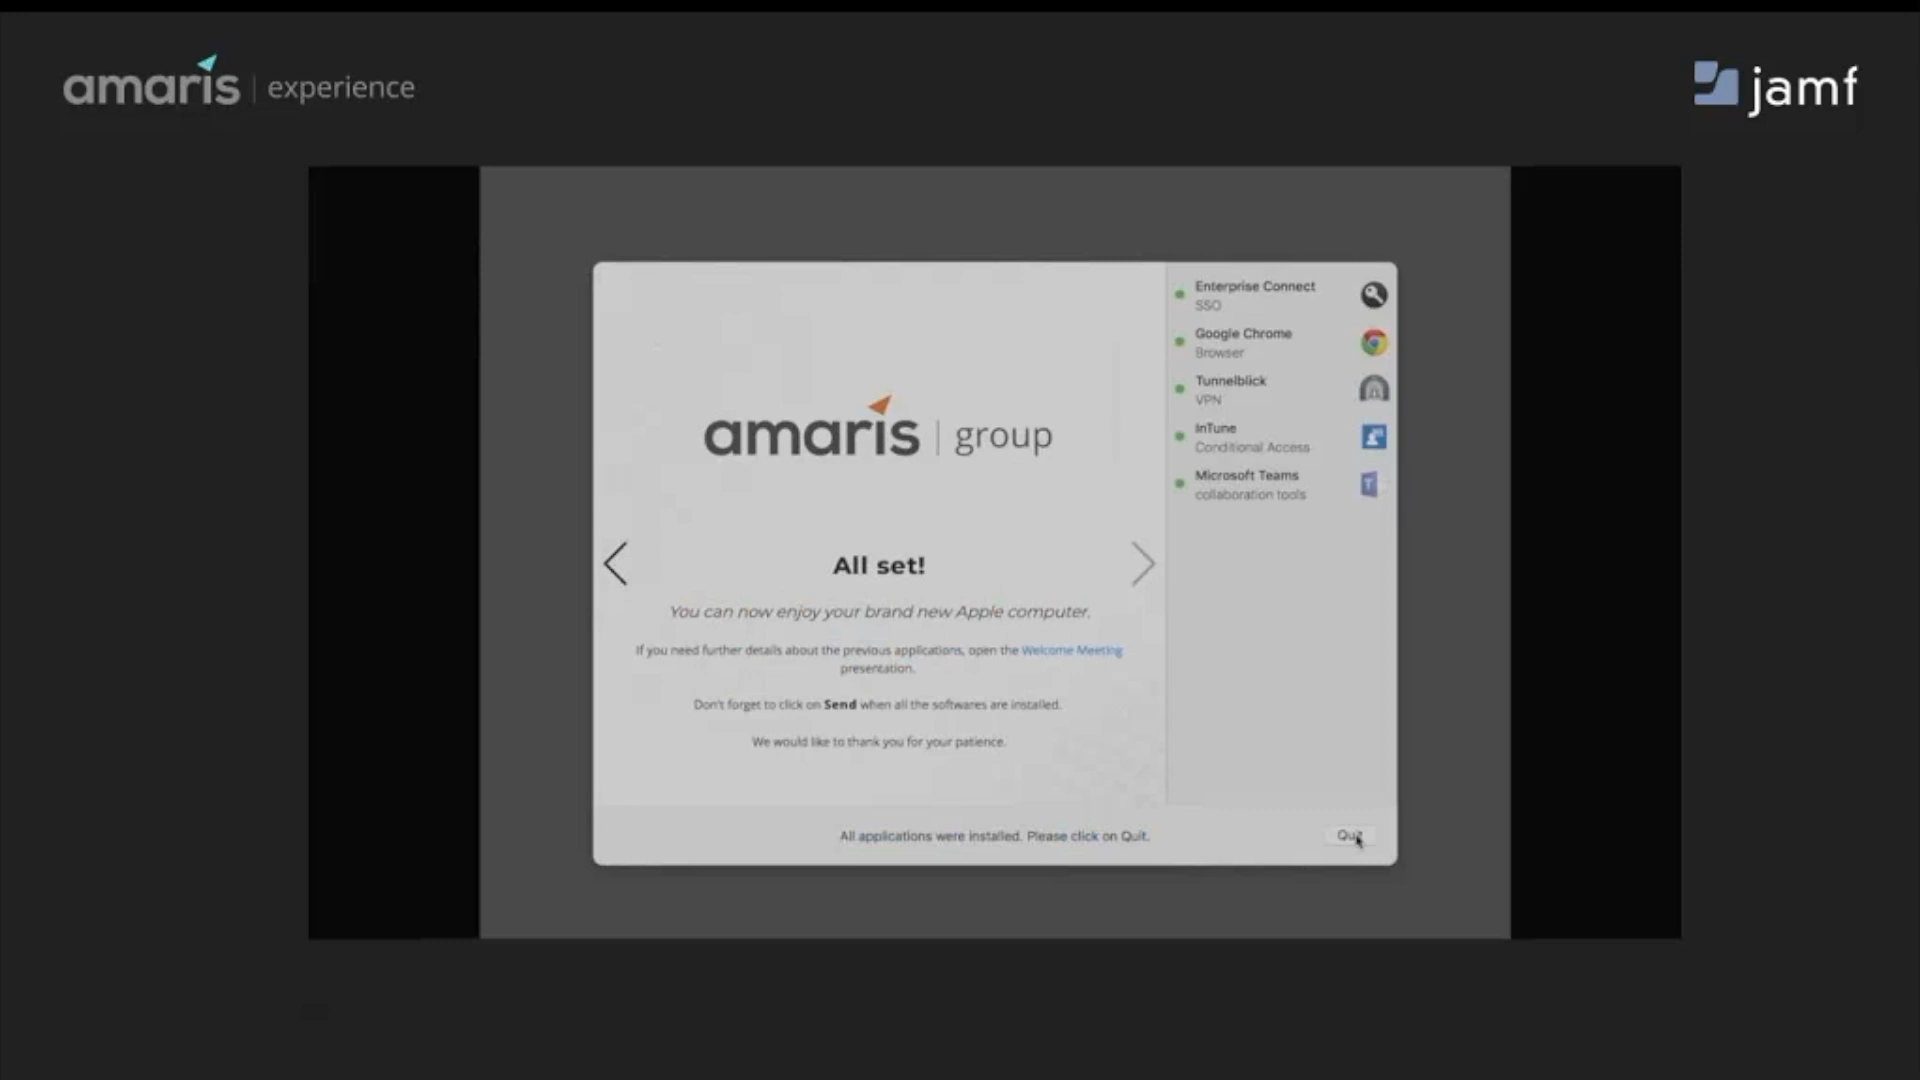 amaris | experience
jamf
amaris | group
All set!
You can now enjoy your brand new Apple computer.
If you need further details about the previous applications, open the Welcome Meeting
presentation.
Don't forget to click on Send when all the softwares are installed.
We would like to thank you for your patience.
Enterprise Connect
SSO
Google Chrome
Browser
Tunnelblick
VPN
InTune
Conditional Access
Microsoft Teams
collaboration tools
All applications were installed. Please click on Quit.
Quit